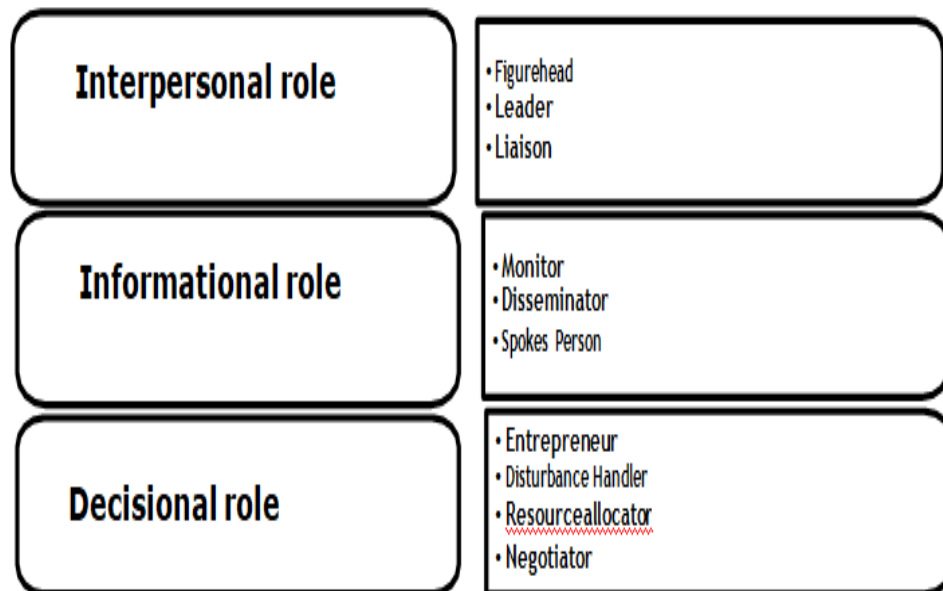 Interpersonal role
• Figurehead
• Leader
• Liaison
Informational role
• Monitor
• Disseminator
• Spokes Person
Decisional role
• Entrepreneur
• Disturbance Handler
• Resourceallocator
• Negotiator